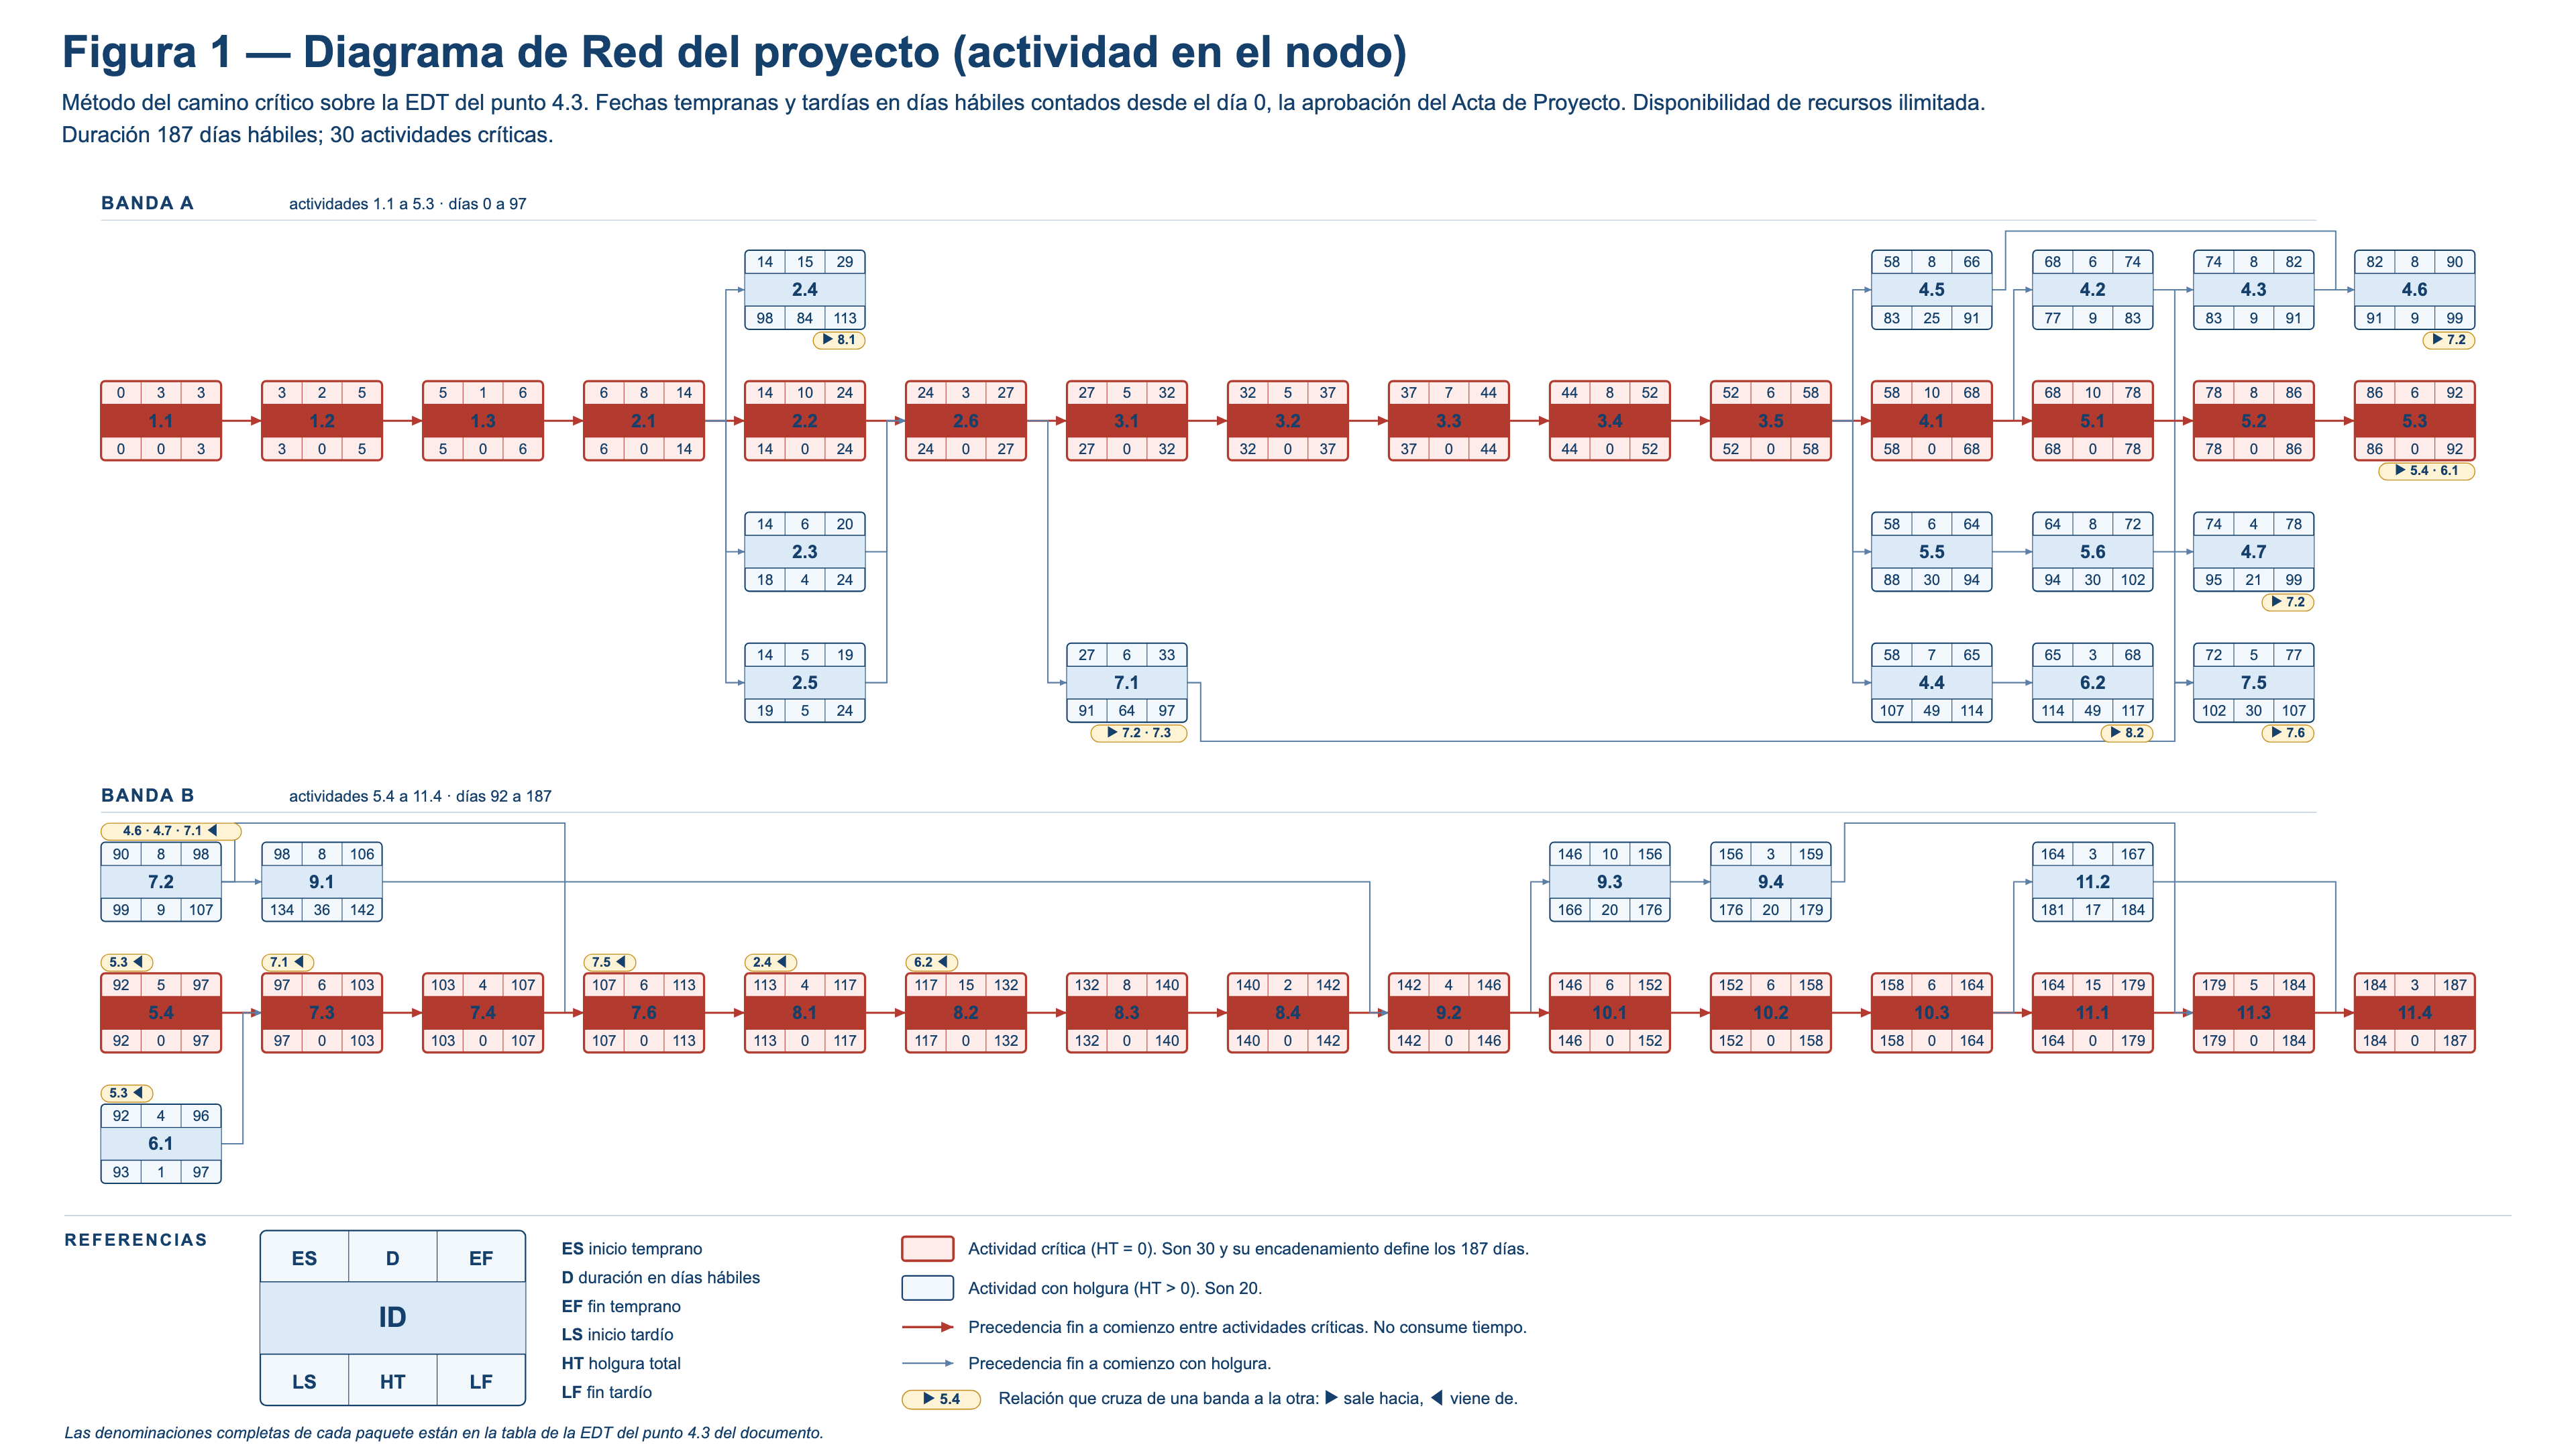 Figura 1 — Diagrama de Red del proyecto (actividad en el nodo)
Método del camino crítico sobre la EDT del punto 4.3. Fechas tempranas y tardías en días hábiles contados desde el día 0, la aprobación del Acta de Proyecto. Disponibilidad de recursos ilimitada.
Duración 187 días hábiles; 30 actividades críticas.
BANDA A actividades 1.1 a 5.3 · días 0 a 97
14 15 29
2.4
98 84 113
▶ 8.1
58 8 66
4.5
83 25 91
68 6 74
4.2
77 9 83
74 8 82
4.3
83 9 91
82 8 90
4.6
91 9 99
▶ 7.2
0 3 3
1.1
0 0 3
3 2 5
1.2
3 0 5
5 1 6
1.3
5 0 6
6 8 14
2.1
6 0 14
14 10 24
2.2
14 0 24
24 3 27
2.6
24 0 27
27 5 32
3.1
27 0 32
32 5 37
3.2
32 0 37
37 7 44
3.3
37 0 44
44 8 52
3.4
44 0 52
52 6 58
3.5
52 0 58
58 10 68
4.1
58 0 68
68 10 78
5.1
68 0 78
78 8 86
5.2
78 0 86
86 6 92
5.3
86 0 92
▶ 5.4 · 6.1
14 6 20
2.3
18 4 24
58 6 64
5.5
88 30 94
64 8 72
5.6
94 30 102
74 4 78
4.7
95 21 99
▶ 7.2
14 5 19
2.5
19 5 24
27 6 33
7.1
91 64 97
▶ 7.2 · 7.3
58 7 65
4.4
107 49 114
65 3 68
6.2
114 49 117
▶ 8.2
72 5 77
7.5
102 30 107
▶ 7.6
BANDA B actividades 5.4 a 11.4 · días 92 a 187
4.6 · 4.7 · 7.1 ◀
90 8 98
7.2
99 9 107
98 8 106
9.1
134 36 142
146 10 156
9.3
166 20 176
156 3 159
9.4
176 20 179
164 3 167
11.2
181 17 184
5.3 ◀
92 5 97
5.4
92 0 97
7.1 ◀
97 6 103
7.3
97 0 103
103 4 107
7.4
103 0 107
7.5 ◀
107 6 113
7.6
107 0 113
2.4 ◀
113 4 117
8.1
113 0 117
6.2 ◀
117 15 132
8.2
117 0 132
132 8 140
8.3
132 0 140
140 2 142
8.4
140 0 142
142 4 146
9.2
142 0 146
146 6 152
10.1
146 0 152
152 6 158
10.2
152 0 158
158 6 164
10.3
158 0 164
164 15 179
11.1
164 0 179
179 5 184
11.3
179 0 184
184 3 187
11.4
184 0 187
5.3 ◀
92 4 96
6.1
93 1 97
REFERENCIAS
ES D EF
ID
LS HT LF
ES inicio temprano
D duración en días hábiles
EF fin temprano
LS inicio tardío
HT holgura total
LF fin tardío
Actividad crítica (HT = 0). Son 30 y su encadenamiento define los 187 días.
Actividad con holgura (HT > 0). Son 20.
Precedencia fin a comienzo entre actividades críticas. No consume tiempo.
Precedencia fin a comienzo con holgura.
▶ 5.4 Relación que cruza de una banda a la otra: ▶ sale hacia, ◀ viene de.
Las denominaciones completas de cada paquete están en la tabla de la EDT del punto 4.3 del documento.